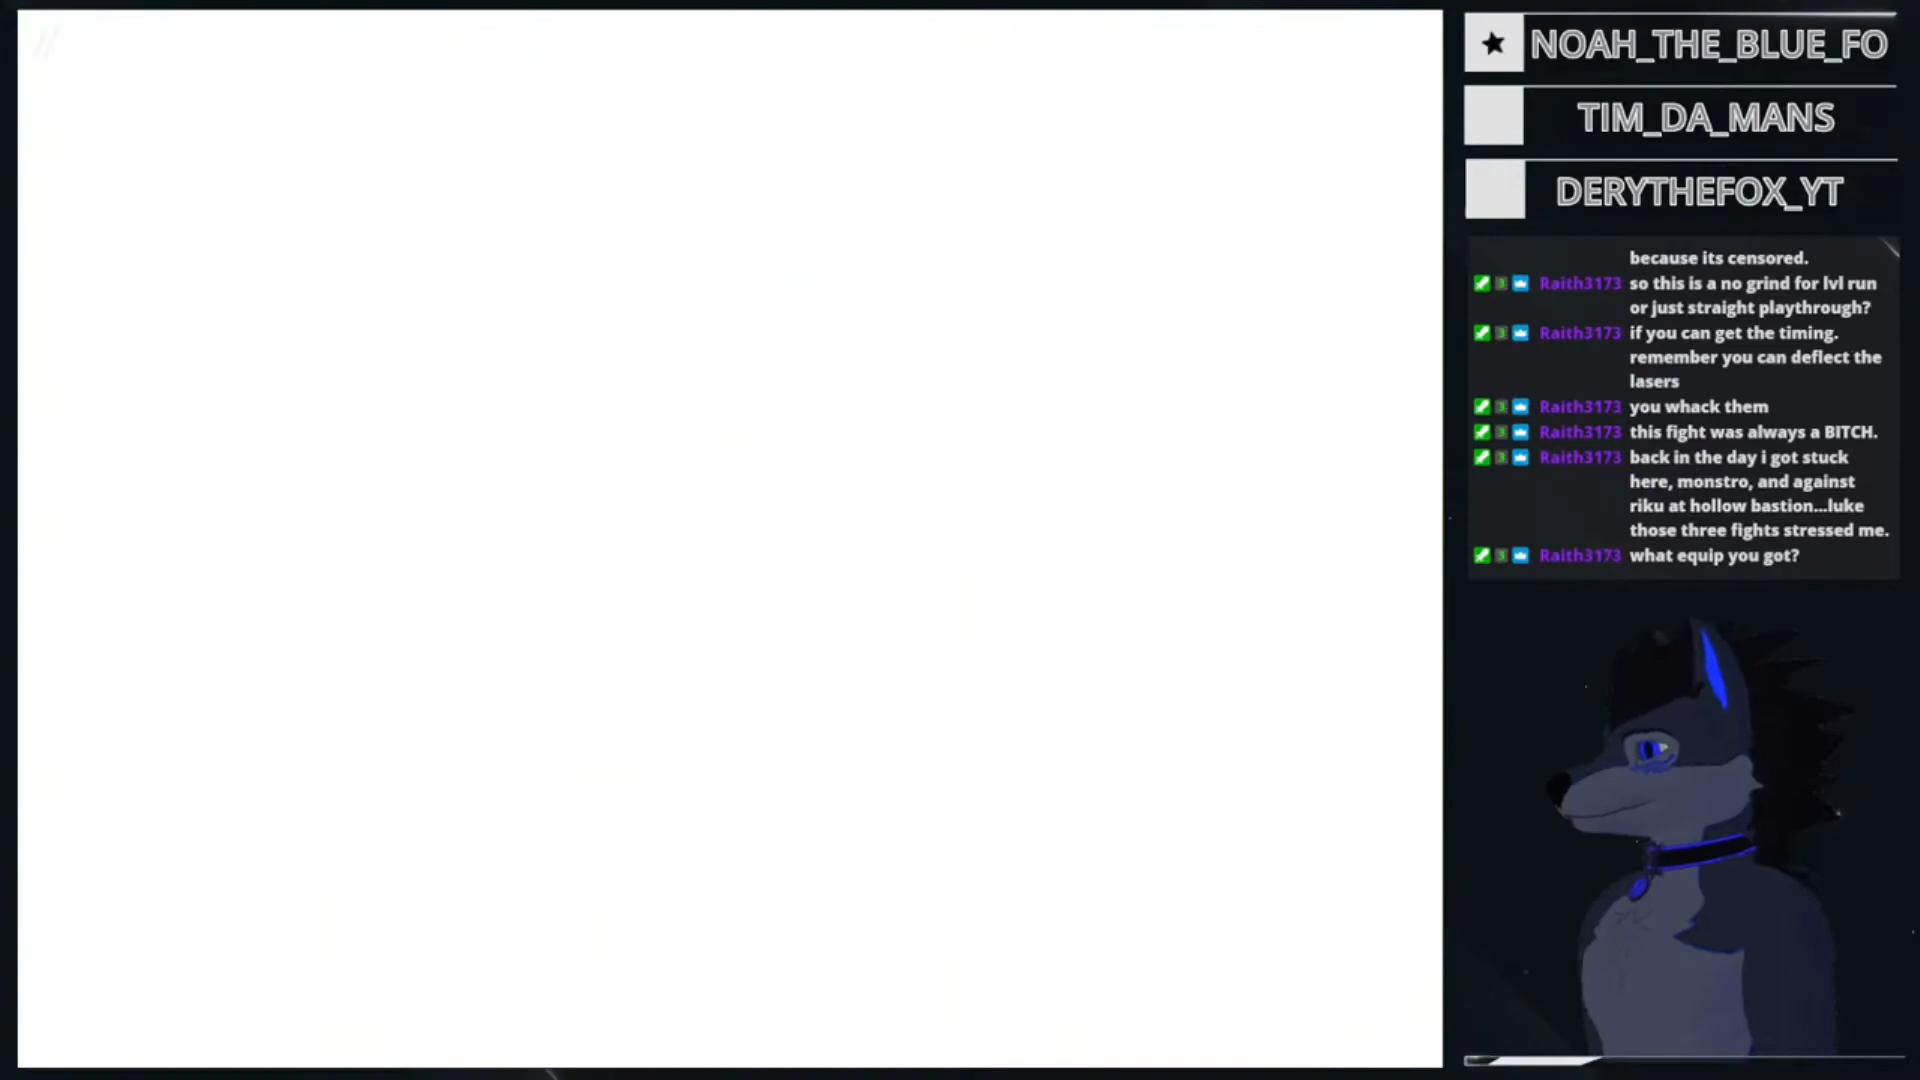 NOAH_THE_BLUE_FO
TIM_DA_MANS
DERYTHEFOX_YT
because its censored.
Raith3173 so this is a no grind for lvl run
or just straight playthrough?
Raith3173 if you can get the timing.
remember you can deflect the
lasers
Raith3173 you whack them
Raith3173 this fight was always a BITCH.
Raith3173 back in the day i got stuck
here, monstro, and against
riku at hollow bastion...luke
those three fights stressed me.
Raith3173 what equip you got?